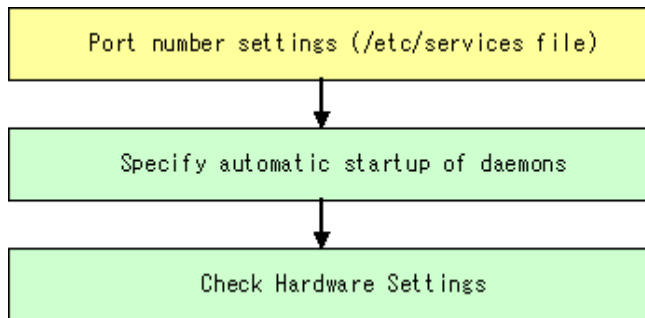 Port number settings (/etc/services file)
Specify automatic startup of daemons
Check Hardware Settings